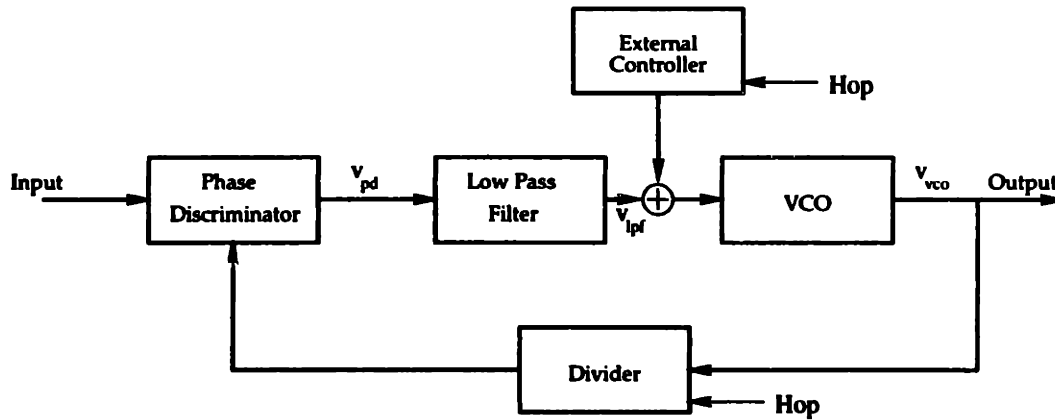 External
Controller
Hop
Input
Phase
Discriminator
v_pd
Low Pass
Filter
v_lpf
+
VCO
v_vco
Output
Divider
Hop